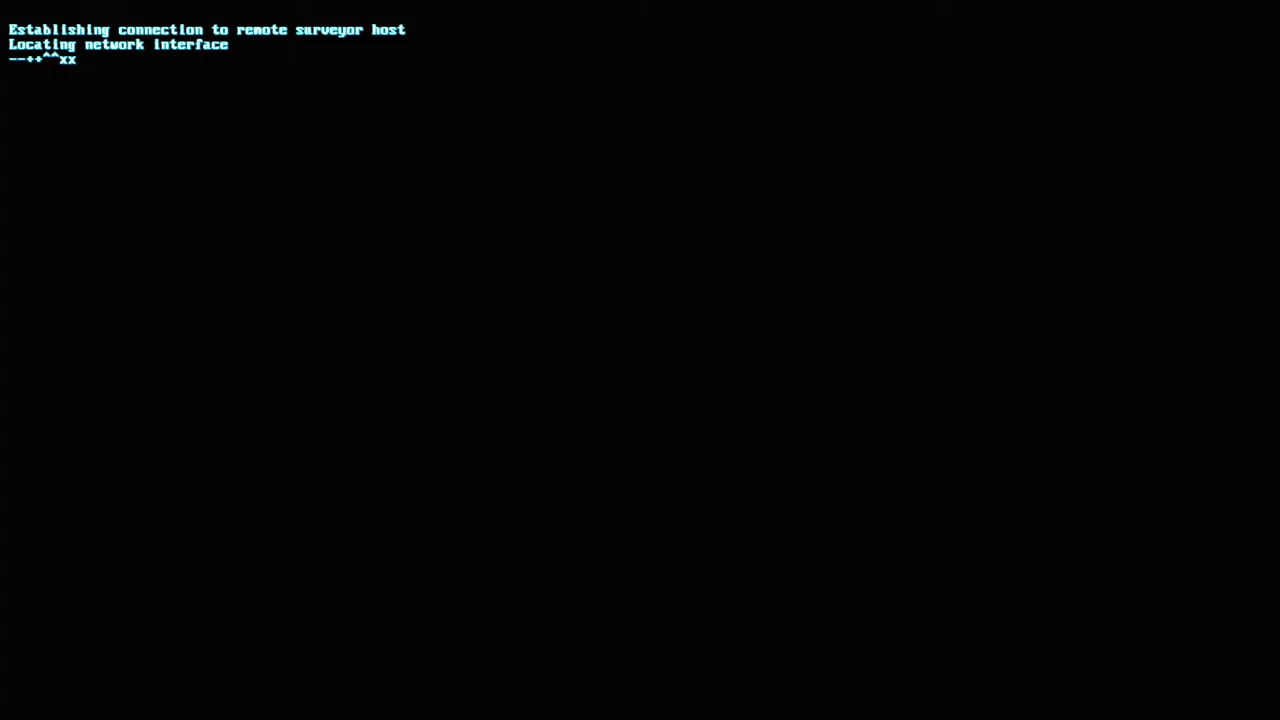 Establishing connection to remote surveyor host
Locating network interface
--++^^xx